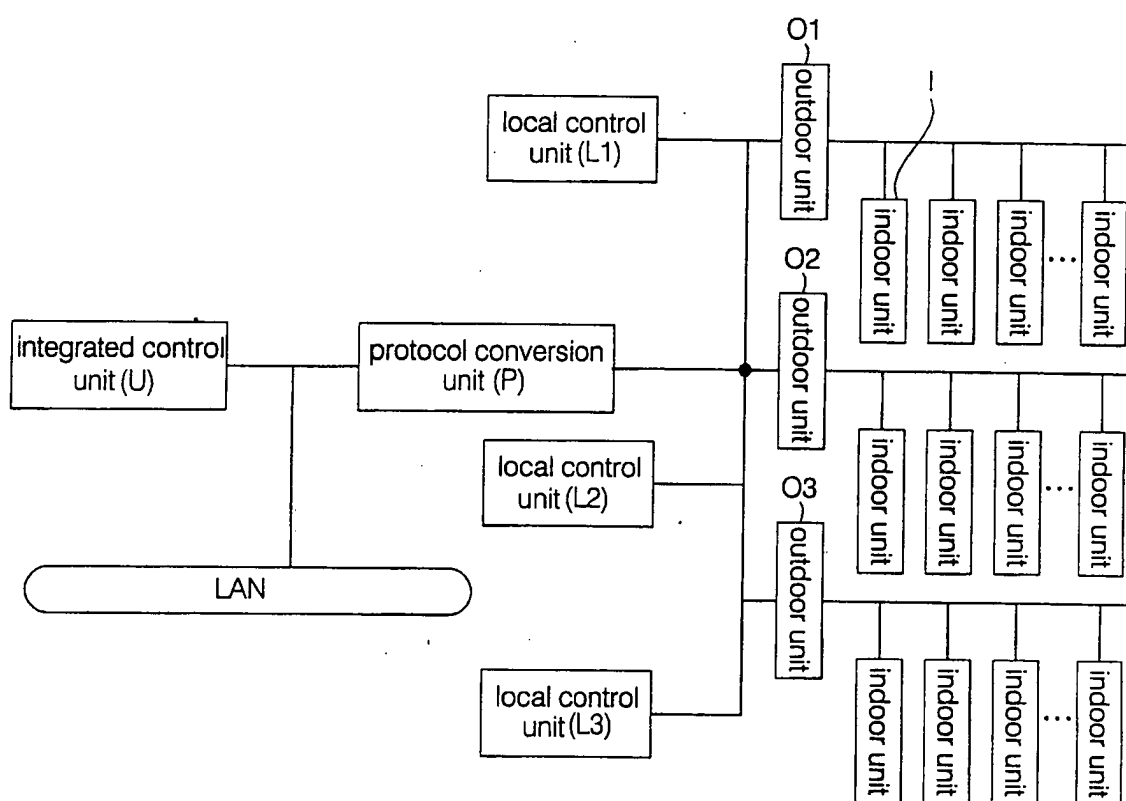 O1
outdoor unit
I
local control
unit (L1)
indoor unit
indoor unit
indoor unit
...
indoor unit
O2
outdoor unit
integrated control
unit (U)
protocol conversion
unit (P)
indoor unit
indoor unit
indoor unit
...
indoor unit
local control
unit (L2)
O3
outdoor unit
LAN
local control
unit (L3)
indoor unit
indoor unit
indoor unit
...
indoor unit